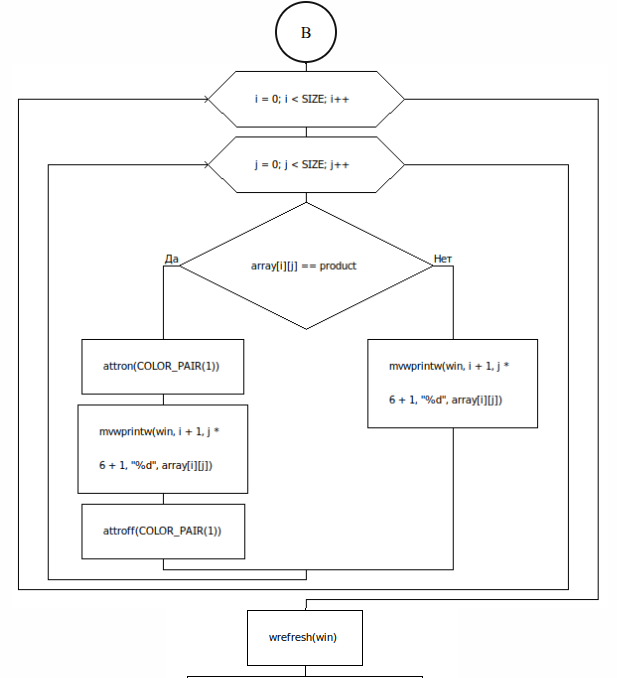 B
i = 0; i < SIZE; i++
j = 0; j < SIZE; j++
array[i][j] == product
Да
Нет
attron(COLOR_PAIR(1))
mvwprintw(win, i + 1, j *
6 + 1, "%d", array[i][j])
attroff(COLOR_PAIR(1))
mvwprintw(win, i + 1, j *
6 + 1, "%d", array[i][j])
wrefresh(win)